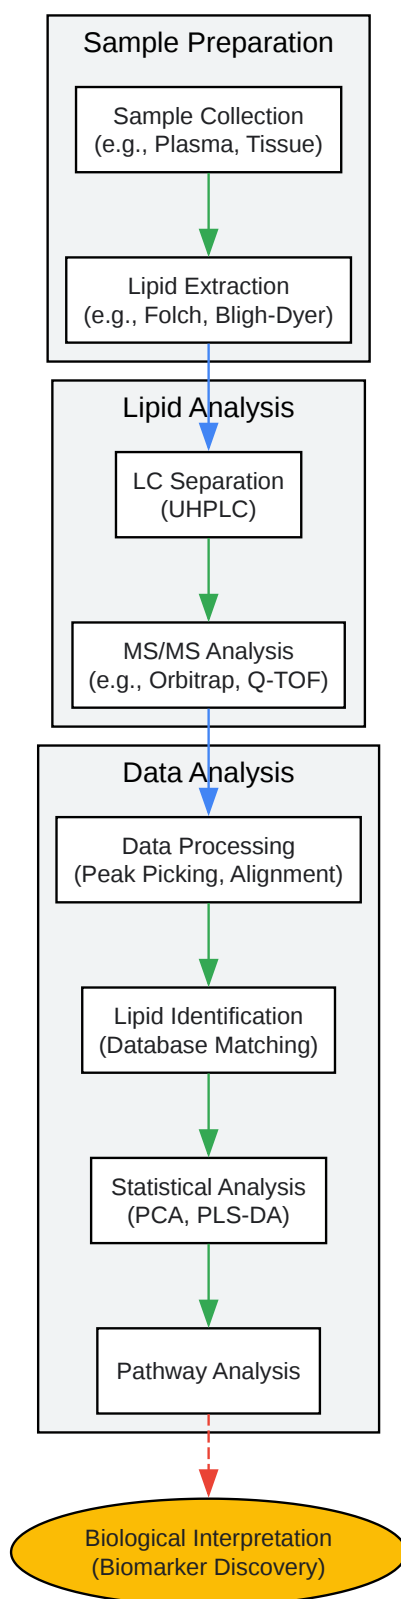 Sample Preparation
Sample Collection
(e.g., Plasma, Tissue)
Lipid Extraction
(e.g., Folch, Bligh-Dyer)
Lipid Analysis
LC Separation
(UHPLC)
MS/MS Analysis
(e.g., Orbitrap, Q-TOF)
Data Analysis
Data Processing
(Peak Picking, Alignment)
Lipid Identification
(Database Matching)
Statistical Analysis
(PCA, PLS-DA)
Pathway Analysis
Biological Interpretation
(Biomarker Discovery)